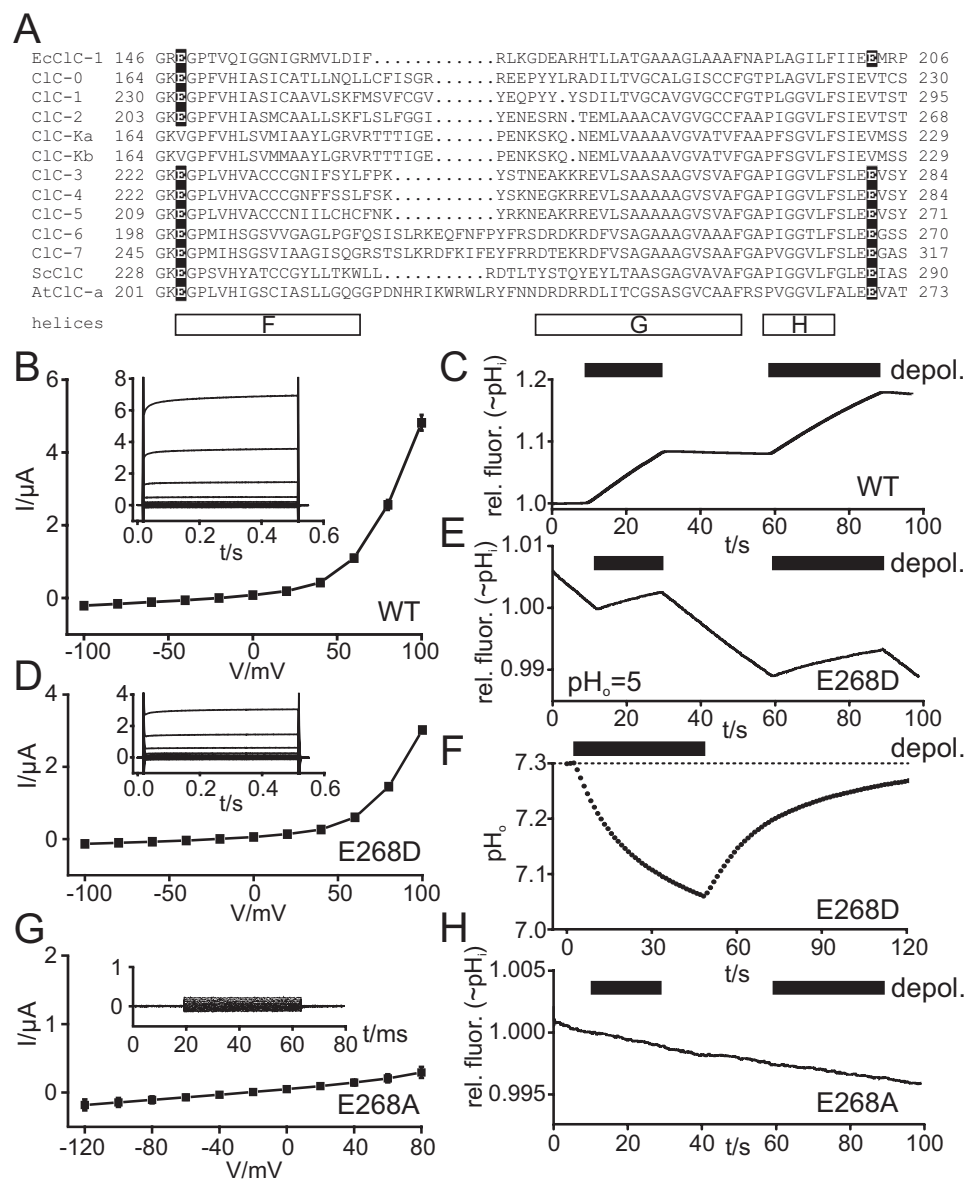 A
EcClC-1 146 GREGPTVQIGGNIGRMVLDIF..............RLKGDEARHTLLATGAAAGLAAAFNAPLAGILFIIEEMRP 206
ClC-0 164 GKEGPFVHIASICATLLNQLLCFISGR.......REEPYYLRADILTVGCALGISCCFGTPLAGVLFSIEVTCS 230
ClC-1 230 GKEGPFVHIASICAAVLSKFMSVFCGV......YEQPYY.YSDILTVGCAVGVGCCFGTPLGGVLFSIEVTST 295
ClC-2 203 GKEGPFVHIASMCAALLSKFLSLFGGI......YENESRN.TEMLAAACAVGVGCCFAAPIGGVLFSIEVTST 268
ClC-Ka 164 GKVGPFVHLSVMIAAYLGRVRTTTIGE......PENKSKQ.NEMLVAAAAVGVATVFAAPFSGVLFSIEVMSS 229
ClC-Kb 164 GKVGPFVHLSVMMAAYLGRVRTTTIGE......PENKSKQ.NEMLVAAAAVGVATVFGAPFSGVLFSIEVMSS 229
ClC-3 222 GKEGPLVHVACCCGNIFSYLFPK..........YSTNEAKKREVLSAASAAGVSVAFGAPIGGVLFSLEEVSY 284
ClC-4 222 GKEGPLVHVACCCGNFFSSLFSK..........YSKNEGKRREVLSAAAAAGVSVAFGAPIGGVLFSLEEVSY 284
ClC-5 209 GKEGPLVHVACCCNIILCHCFNK..........YRKNEAKRREVLSAAAAAGVSVAFGAPIGGVLFSLEEVSY 271
ClC-6 198 GKEGPMIHSGSVVGAGLPGFQSISLRKEQFNFPYFRSDRDKRDFVSAGAAAGVAAAFGAPIGGTLFSLEEGSS 270
ClC-7 245 GKEGPMIHSGSVIAAGISQGRSTSLKRDFKIFEYFRRDTEKRDFVSAGAAAGVSAAFGAPVGGVLFSLEEGAS 317
ScClC 228 GKEGPSVHYATCCGYLLTKWLL...........RDTLTYSTQYEYLTAASGAGVAVAFGAPIGGVLFGLEEIAS 290
AtClC-a 201 GKEGPLVHIGSCIASLLGQGGPDNHRIKWRWLRYFNNDRDRRDLITCGSASGVCAAFRSPVGGVLFALEEVAT 273
helices F G H
B
I/µA
6
4
2
0
-100 -50 0 50 100
V/mV
WT
8
6
4
2
0
0.0 0.2 0.4 0.6
t/s
C
depol.
rel. fluor. (~pHi)
1.2
1.1
1.0
0 20 40 60 80 100
t/s
WT
E
depol.
rel. fluor. (~pHi)
1.01
1.00
0.99
0 20 40 60 80 100
t/s
pHo=5
E268D
D
I/µA
4
2
0
-100 -50 0 50 100
V/mV
E268D
4
2
0
0.0 0.2 0.4 0.6
t/s
F
depol.
pHo
7.3
7.2
7.1
7.0
0 30 60 90 120
t/s
E268D
G
I/µA
2
1
0
-120 -80 -40 0 40 80
V/mV
E268A
1
0
0 20 40 60 80
t/ms
H
depol.
rel. fluor. (~pHi)
1.005
1.000
0.995
0 20 40 60 80 100
t/s
E268A